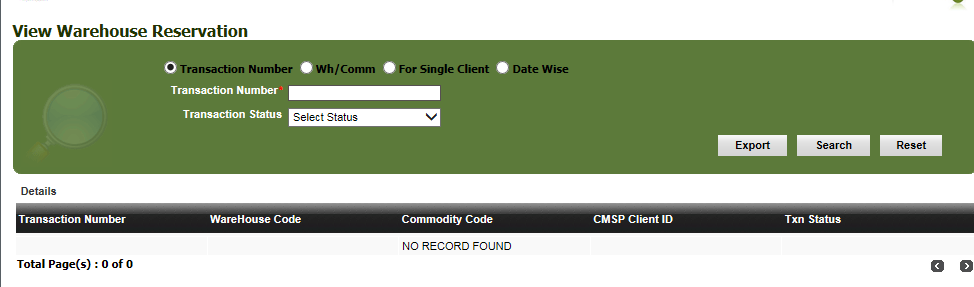 View Warehouse Reservation
Transaction Number Wh/Comm For Single Client Date Wise
Transaction Number*
Transaction Status Select Status
Export Search Reset
Details
Transaction Number WareHouse Code Commodity Code CMSP Client ID Txn Status
NO RECORD FOUND
Total Page(s) : 0 of 0